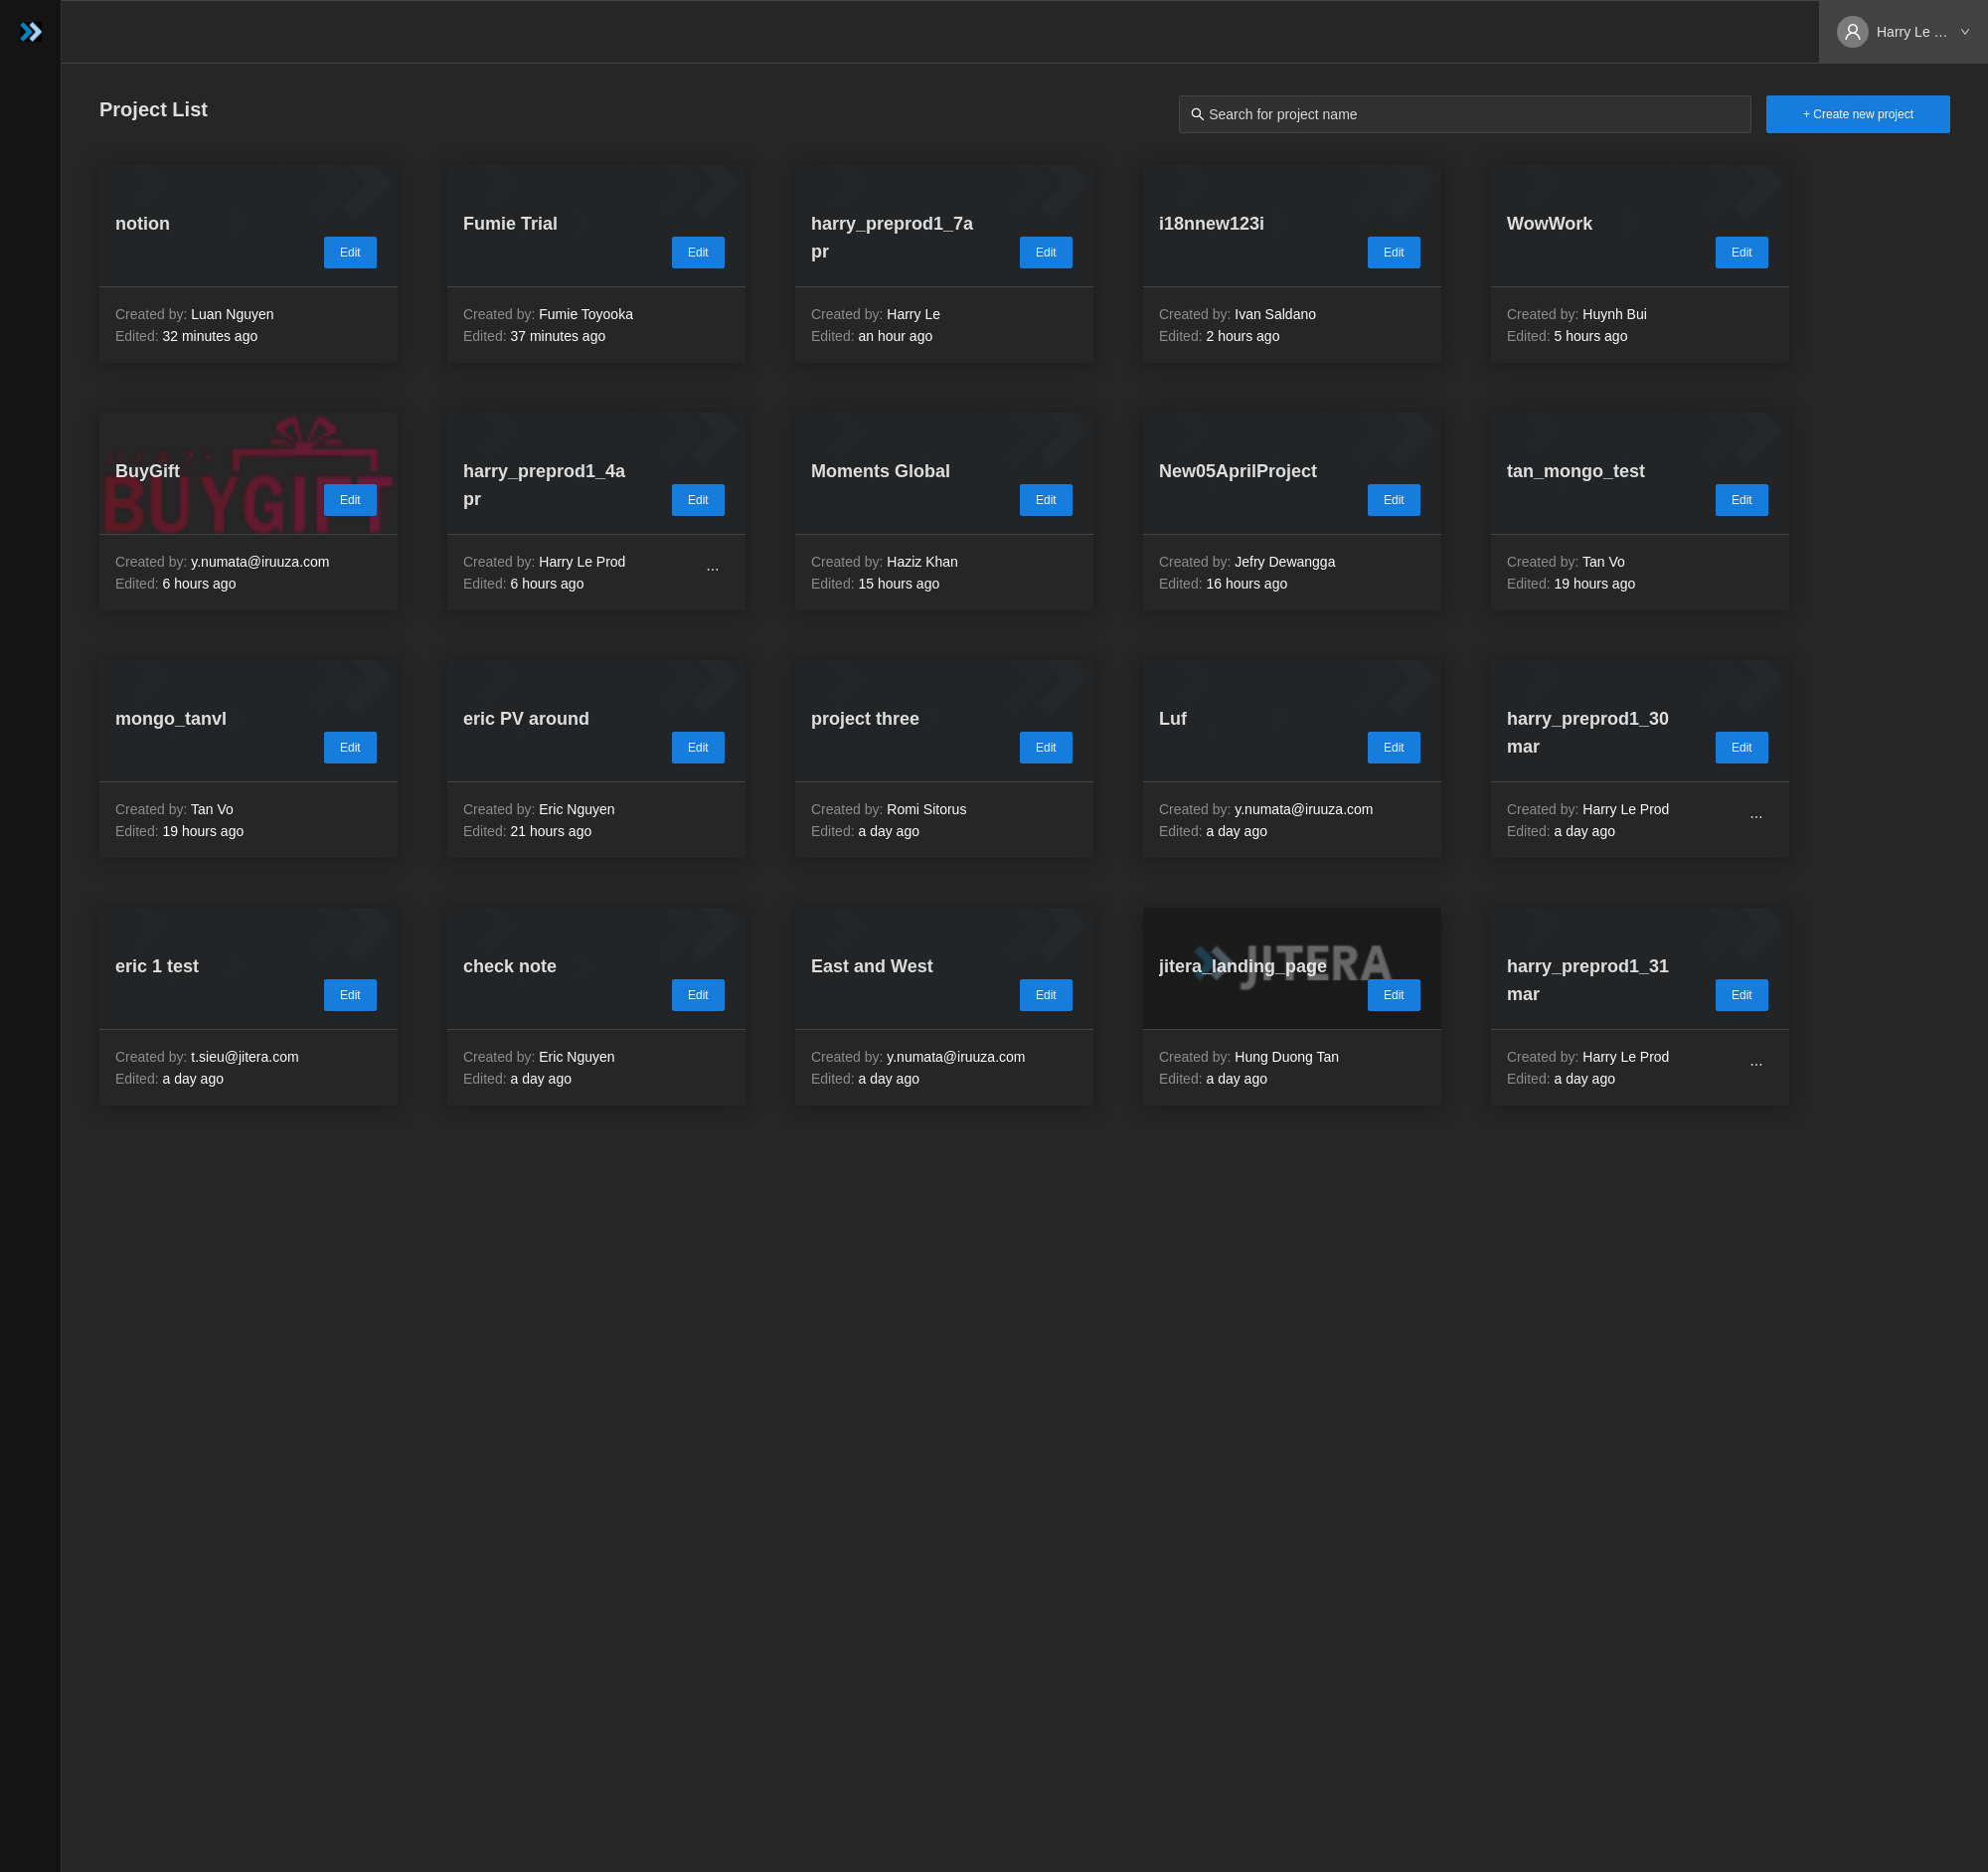 Harry Le ...
Project List
Search for project name
+ Create new project
notion
Edit
Created by: Luan Nguyen
Edited: 32 minutes ago
Fumie Trial
Edit
Created by: Fumie Toyooka
Edited: 37 minutes ago
harry_preprod1_7a
pr
Edit
Created by: Harry Le
Edited: an hour ago
i18nnew123i
Edit
Created by: Ivan Saldano
Edited: 2 hours ago
WowWork
Edit
Created by: Huynh Bui
Edited: 5 hours ago
BuyGift
BUYGIFT
Edit
Created by: y.numata@iruuza.com
Edited: 6 hours ago
harry_preprod1_4a
pr
Edit
Created by: Harry Le Prod
...
Edited: 6 hours ago
Moments Global
Edit
Created by: Haziz Khan
Edited: 15 hours ago
New05AprilProject
Edit
Created by: Jefry Dewangga
Edited: 16 hours ago
tan_mongo_test
Edit
Created by: Tan Vo
Edited: 19 hours ago
mongo_tanvl
Edit
Created by: Tan Vo
Edited: 19 hours ago
eric PV around
Edit
Created by: Eric Nguyen
Edited: 21 hours ago
project three
Edit
Created by: Romi Sitorus
Edited: a day ago
Luf
Edit
Created by: y.numata@iruuza.com
Edited: a day ago
harry_preprod1_30
mar
Edit
Created by: Harry Le Prod
...
Edited: a day ago
eric 1 test
Edit
Created by: t.sieu@jitera.com
Edited: a day ago
check note
Edit
Created by: Eric Nguyen
Edited: a day ago
East and West
Edit
Created by: y.numata@iruuza.com
Edited: a day ago
jitera_landing_page
JITERA
Edit
Created by: Hung Duong Tan
Edited: a day ago
harry_preprod1_31
mar
Edit
Created by: Harry Le Prod
...
Edited: a day ago